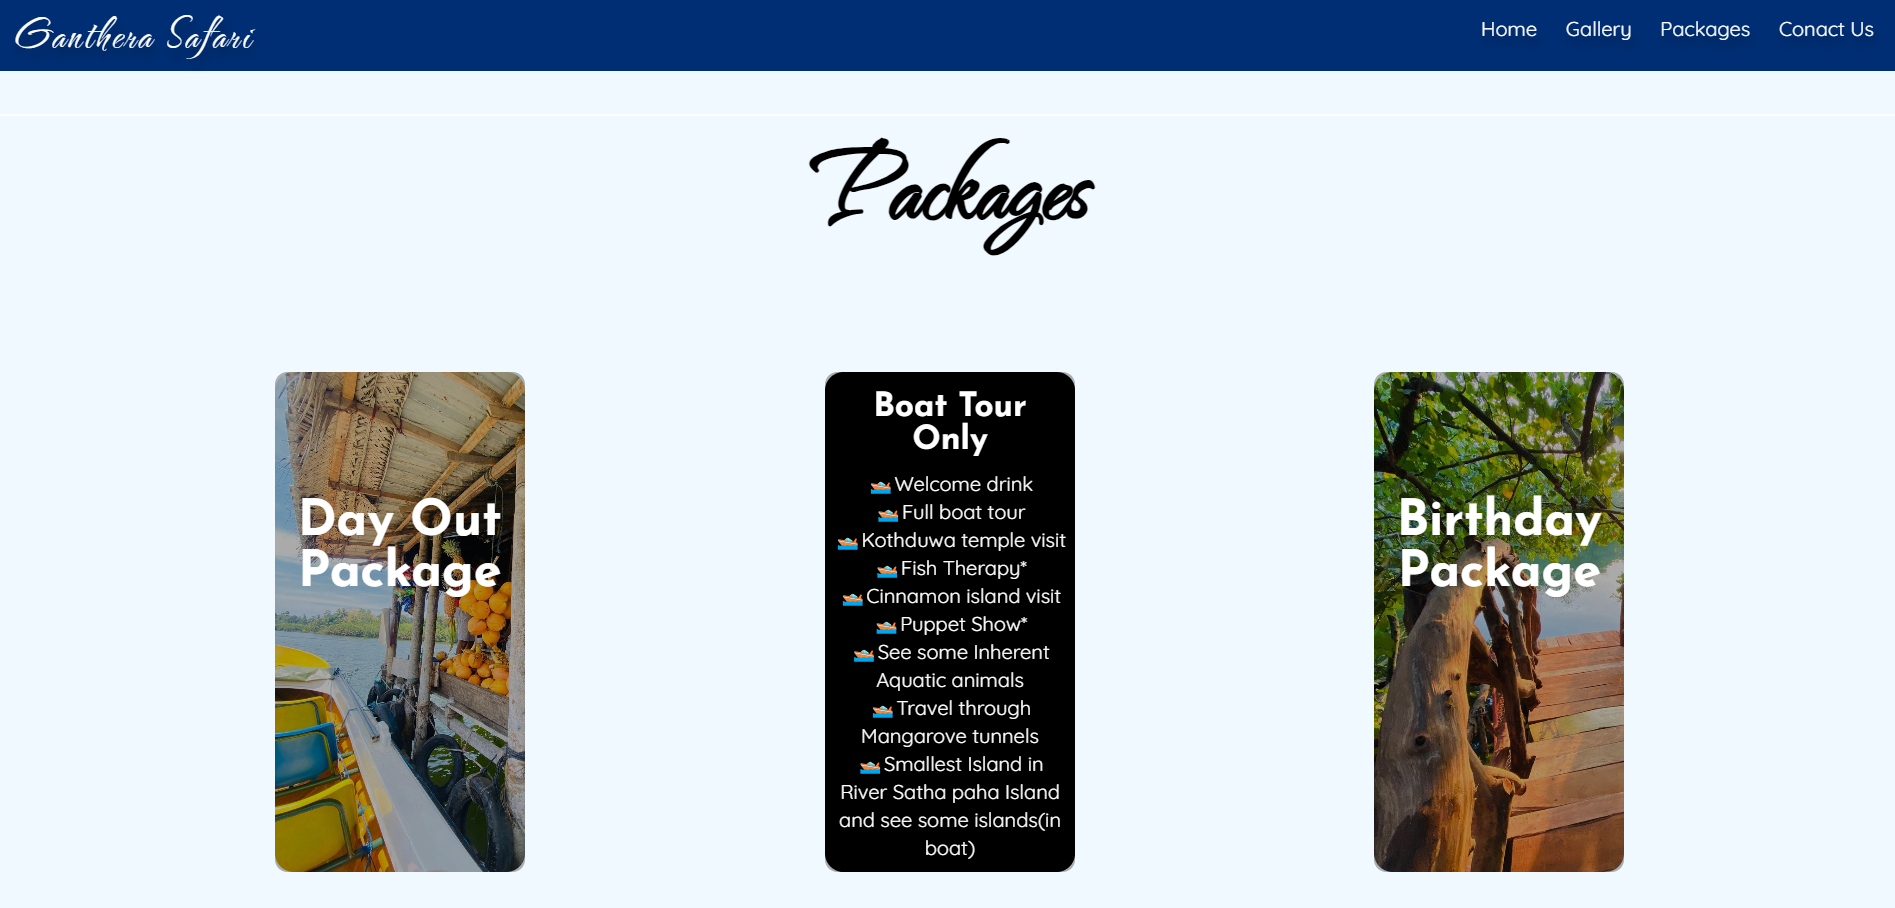 Ganthera Safari
Home Gallery Packages Conact Us
Packages
Day Out
Package
Boat Tour
Only
🚤Welcome drink
🚤Full boat tour
🚤Kothduwa temple visit
🚤Fish Therapy*
🚤Cinnamon island visit
🚤Puppet Show*
🚤See some Inherent
Aquatic animals
🚤Travel through
Mangarove tunnels
🚤Smallest Island in
River Satha paha Island
and see some islands(in
boat)
Birthday
Package